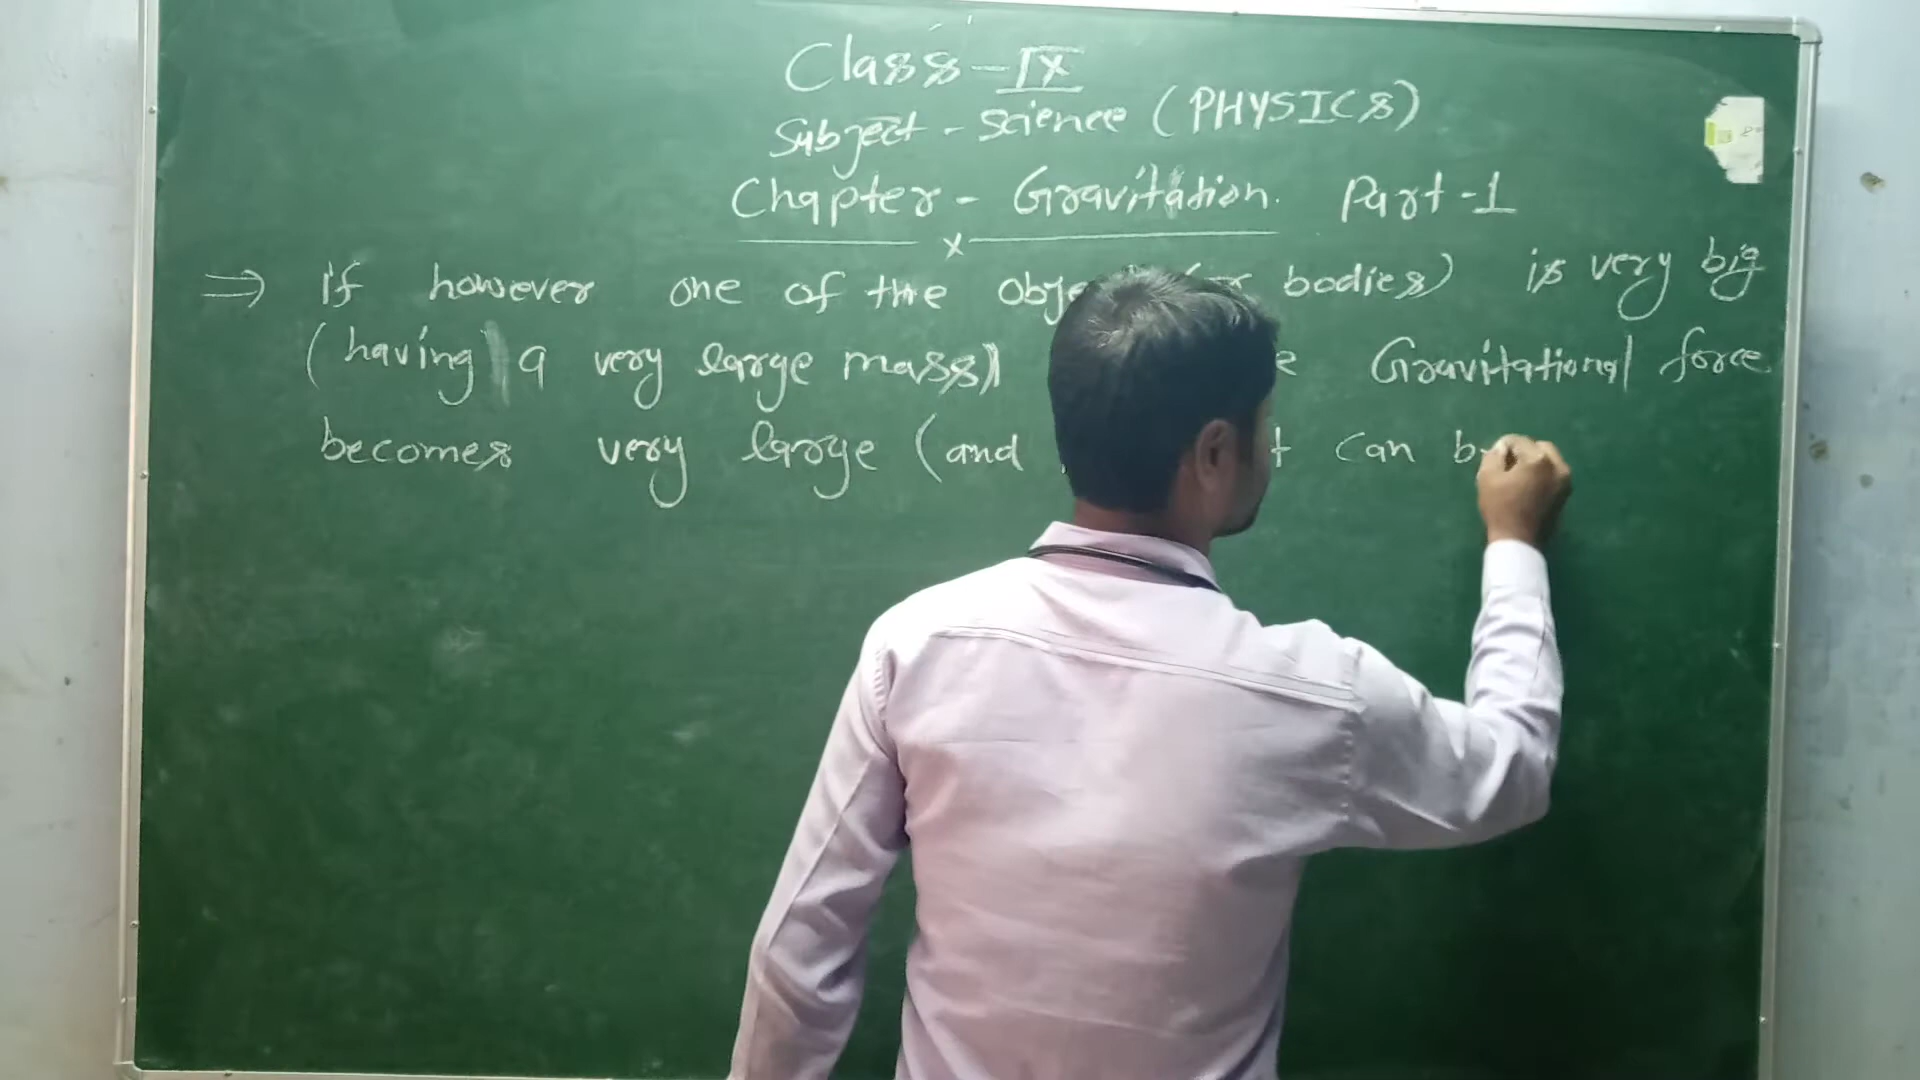 Class - IX
Subject - Science (PHYSICS)
Chapter - Gravitation. Part - 1
x
⇒ if however one of the bodies) is very big
(having a very large mass) Gravitational force
becomes very large (and can